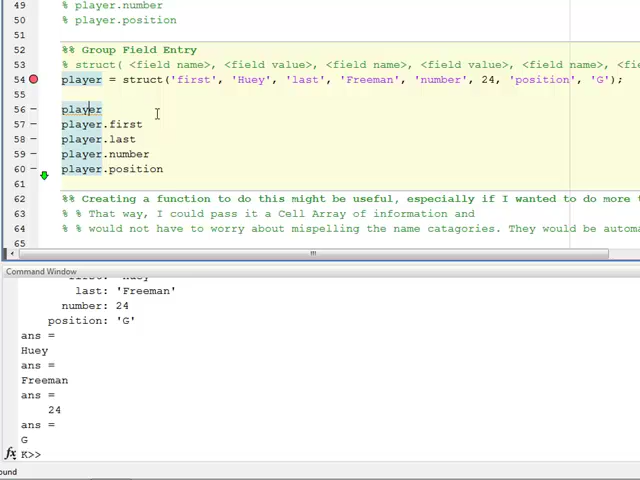 49 % player.number
50 % player.position
51
52 %% Group Field Entry
53 % struct( <field name>, <field value>, <field name>, <field value>, <field name>, <fi
54 player = struct('first', 'Huey', 'last', 'Freeman', 'number', 24, 'position', 'G');
55
56 player
57 player.first
58 player.last
59 player.number
60 player.position
61
62 %% Creating a function to do this might be useful, especially if I wanted to do more
63 % % That way, I could pass it a Cell Array of information and
64 % % would not have to worry about mispelling the name catagories. They would be automa
65
Command Window
last: 'Freeman'
number: 24
position: 'G'
ans =
Huey
ans =
Freeman
ans =
24
ans =
G
fx K>>
ound